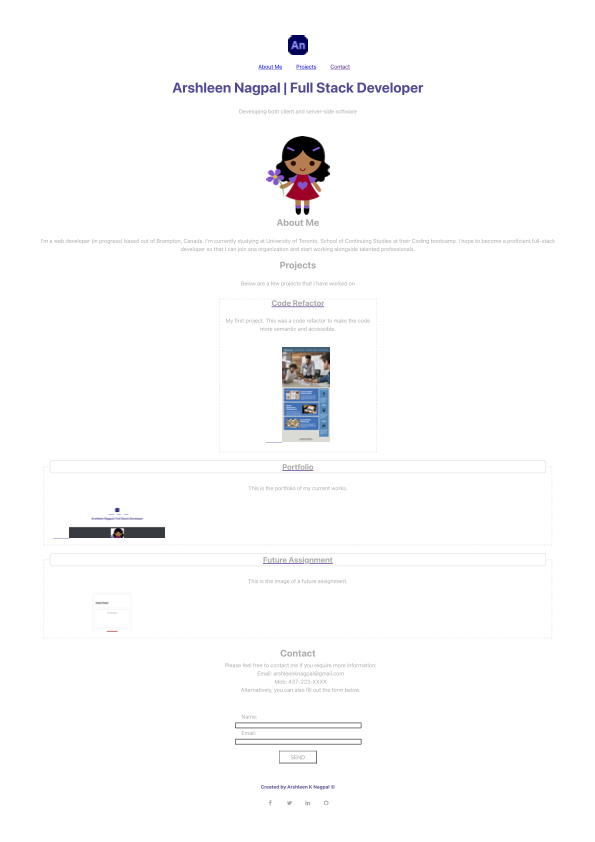 An
About Me Projects Contact
Arshleen Nagpal | Full Stack Developer
Developing both client and server-side software
About Me
I'm a web developer (in progress) based out of Brampton, Canada. I'm currently studying at University of Toronto, School of Continuing Studies at their Coding bootcamp. I hope to become a proficient full-stack
developer so that I can join any organization and start working alongside talented professionals.
Projects
Below are a few projects that I have worked on
Code Refactor
My first project. This was a code refactor to make the code
more semantic and accessible.
Portfolio
This is the portfolio of my current works.
Arshleen Nagpal Full Stack Developer
Future Assignment
This is the image of a future assignment.
Contact
Please feel free to contact me if you require more information:
Email: arshleenknagpal@gmail.com
Mob: 437-223-XXXX
Alternatively, you can also fill out the form below.
Name:
Email:
SEND
Created by Arshleen K Nagpal ©